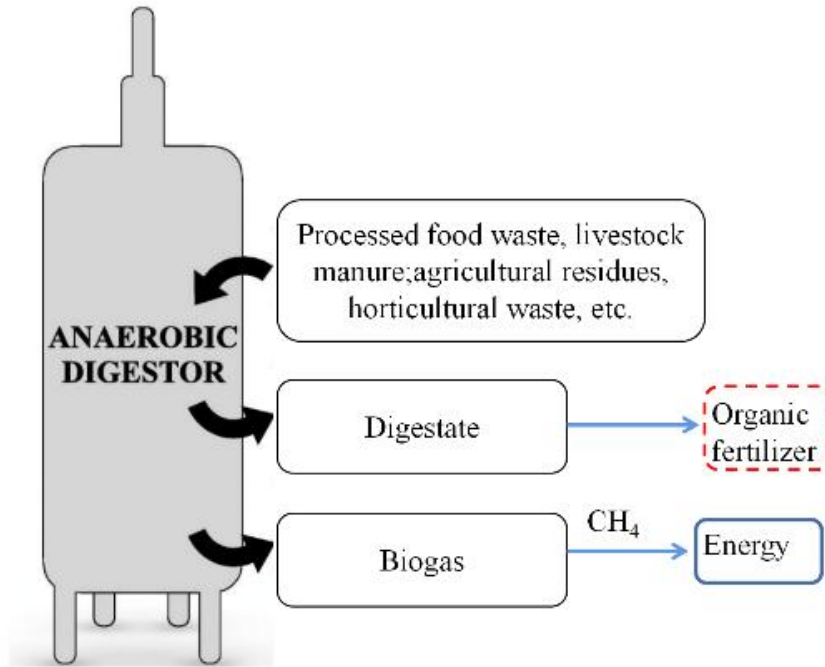 Processed food waste, livestock
manure;agricultural residues,
horticultural waste, etc.
ANAEROBIC
DIGESTOR
Digestate
Organic
fertilizer
CH₄
Biogas
Energy